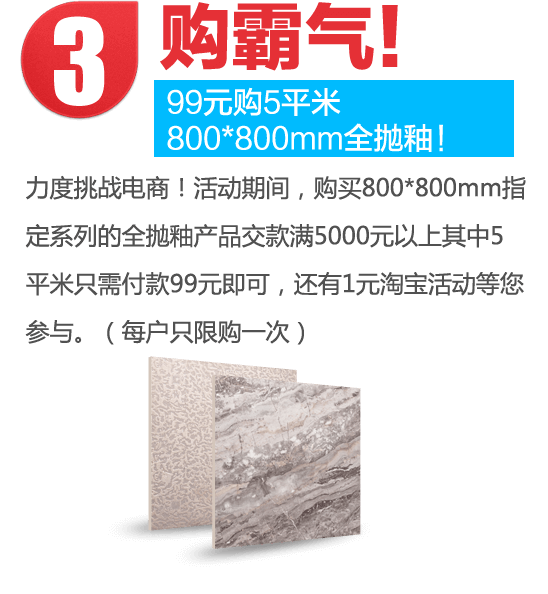 3
购霸气!
99元购5平米
800*800mm全抛釉!
力度挑战电商！活动期间，购买800*800mm指
定系列的全抛釉产品交款满5000元以上其中5
平米只需付款99元即可，还有1元淘宝活动等您
参与。（每户只限购一次）